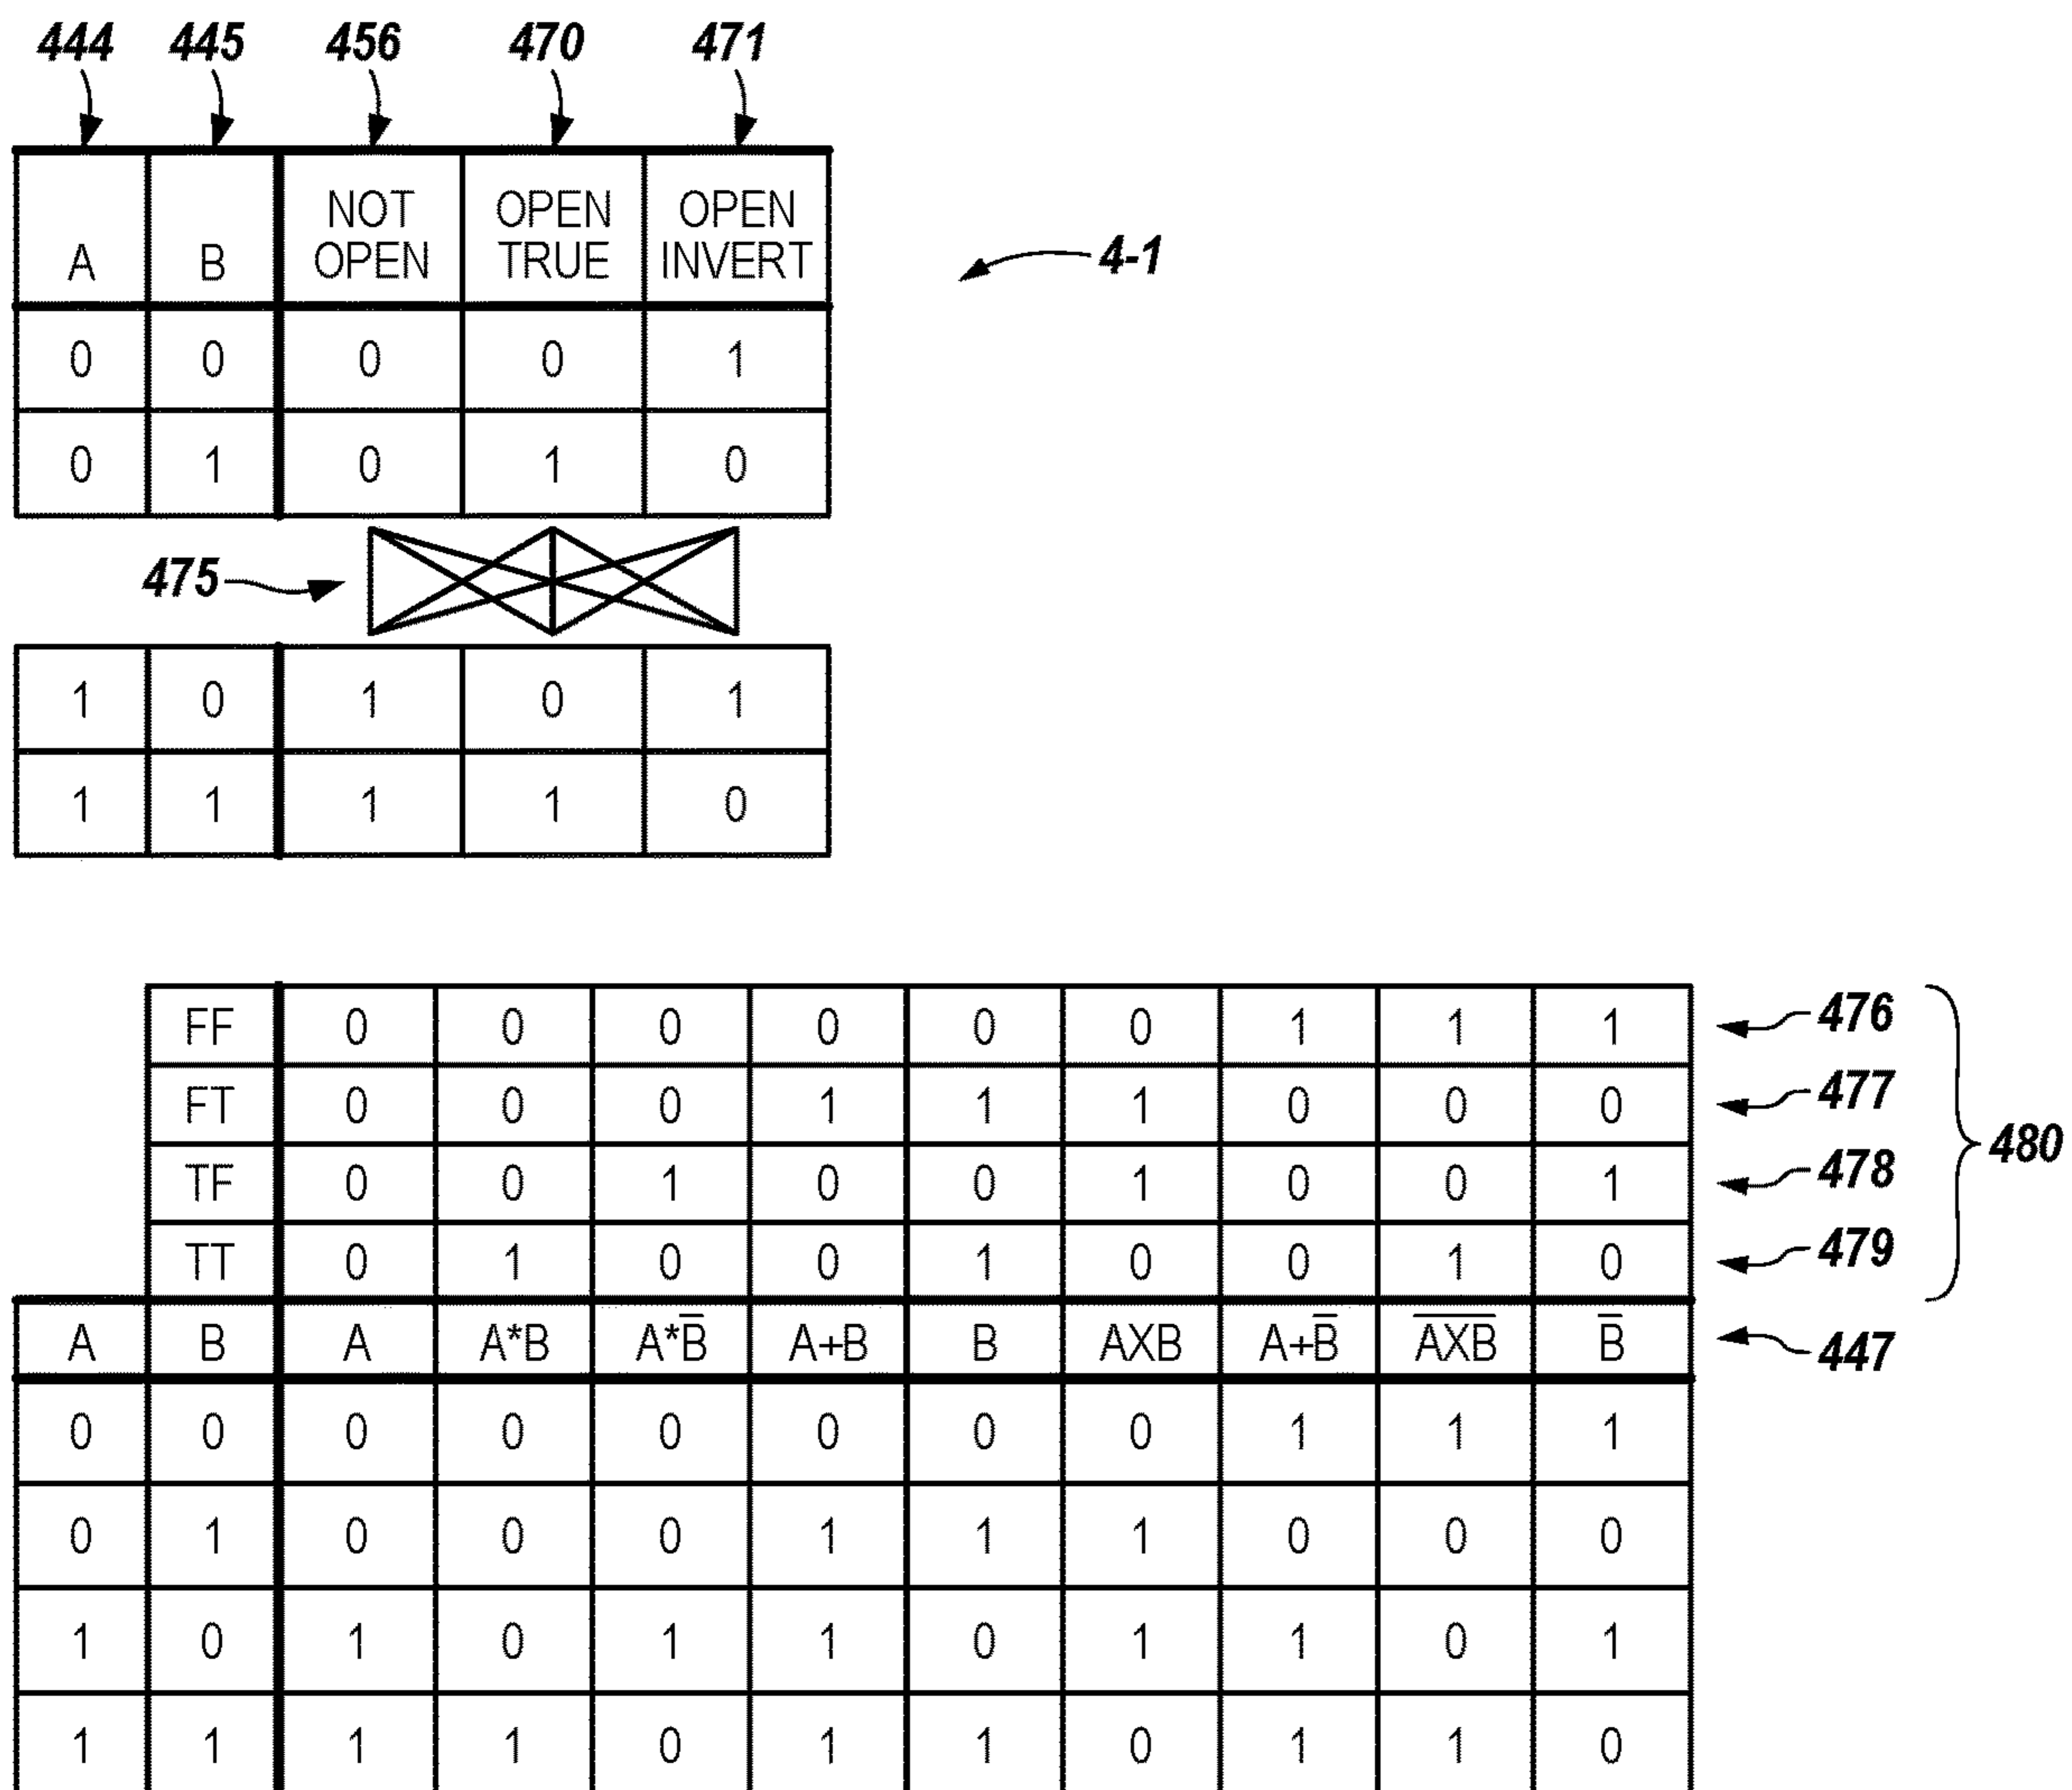 444 445 456 470 471
A B NOT OPEN OPEN TRUE OPEN INVERT
4-1
0 0 0 0 1
0 1 0 1 0
475
1 0 1 0 1
1 1 1 1 0
FF 0 0 0 0 0 0 1 1 1 476
FT 0 0 0 1 1 1 0 0 0 477
480
TF 0 0 1 0 0 1 0 0 1 478
TT 0 1 0 0 1 0 0 1 0 479
A B A A*B A*B̅ A+B B AXB A+B̅ A̅X̅B̅ B̅ 447
0 0 0 0 0 0 0 0 1 1 1
0 1 0 0 0 1 1 1 0 0 0
1 0 1 0 1 1 0 1 1 0 1
1 1 1 1 0 1 1 0 1 1 0